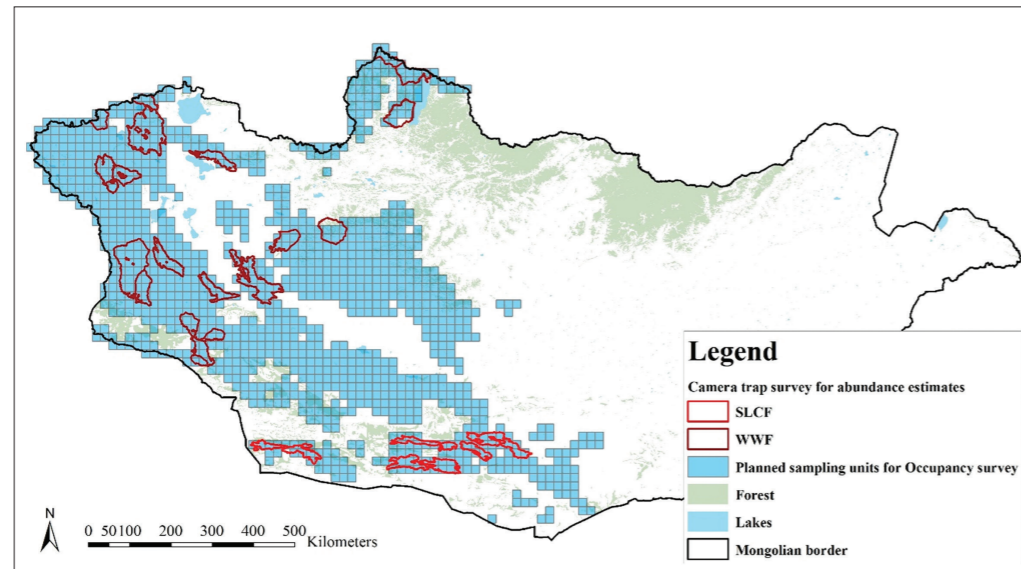 Legend
Camera trap survey for abundance estimates
SLCF
WWF
Planned sampling units for Occupancy survey
Forest
Lakes
Mongolian border
N
0 50100 200 300 400 500
Kilometers